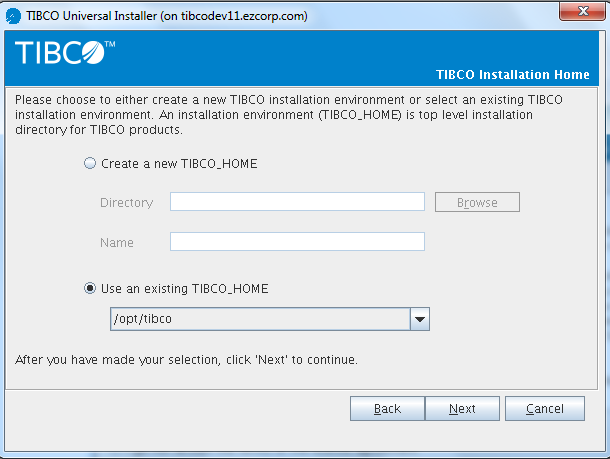 TIBCO Universal Installer (on tibcodev11.ezcorp.com)
TIBCO™
TIBCO Installation Home
Please choose to either create a new TIBCO installation environment or select an existing TIBCO
installation environment. An installation environment (TIBCO_HOME) is top level installation
directory for TIBCO products.
Create a new TIBCO_HOME
Directory
Browse
Name
Use an existing TIBCO_HOME
/opt/tibco
After you have made your selection, click 'Next' to continue.
Back Next Cancel